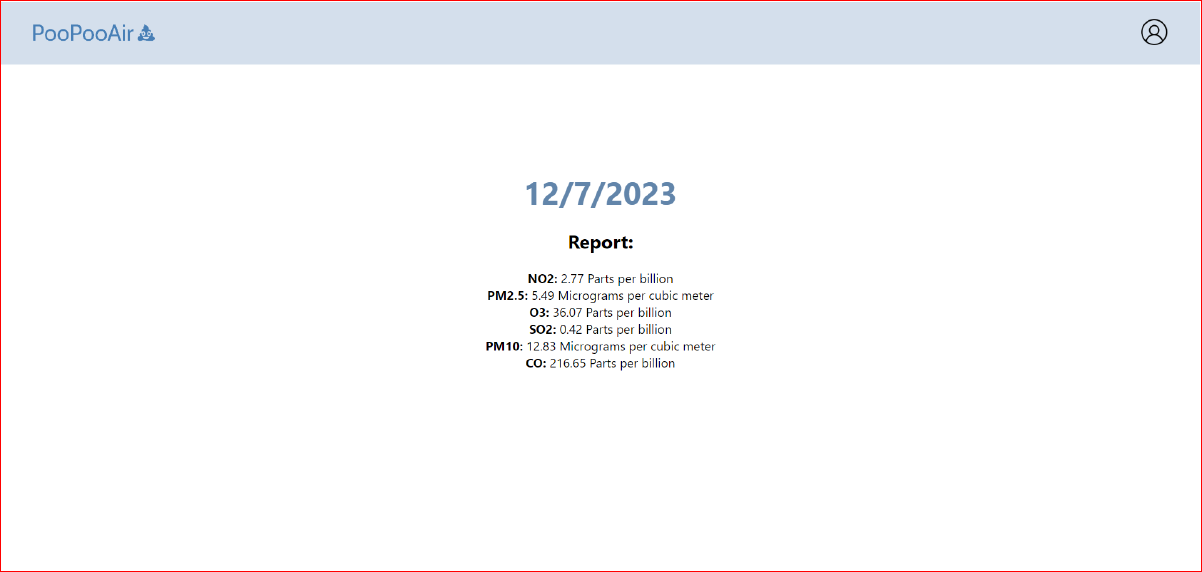 PooPooAir
12/7/2023
Report:
NO2: 2.77 Parts per billion
PM2.5: 5.49 Micrograms per cubic meter
O3: 36.07 Parts per billion
SO2: 0.42 Parts per billion
PM10: 12.83 Micrograms per cubic meter
CO: 216.65 Parts per billion